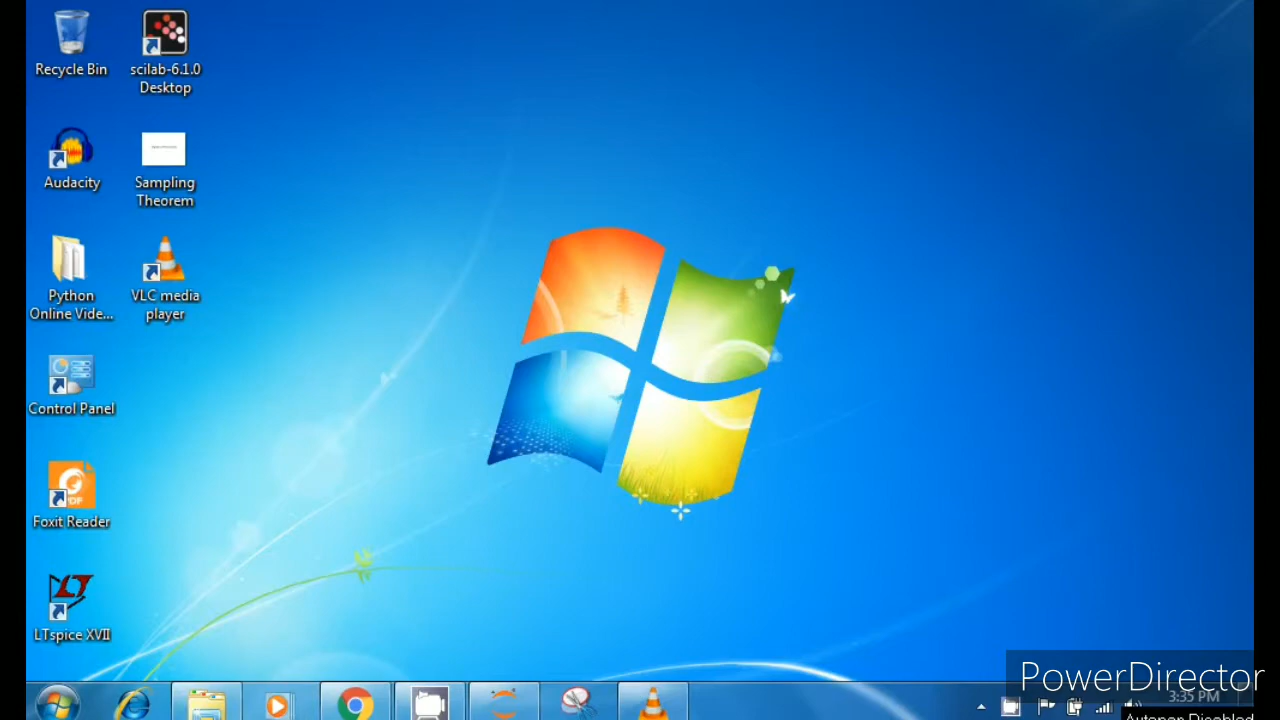 Recycle Bin
scilab-6.1.0
Desktop
Audacity
Sampling
Theorem
Python
Online Vide...
VLC media
player
Control Panel
PDF
Foxit Reader
LTspice XVII
PowerDirector
3:35 PM
Autopan Disabled